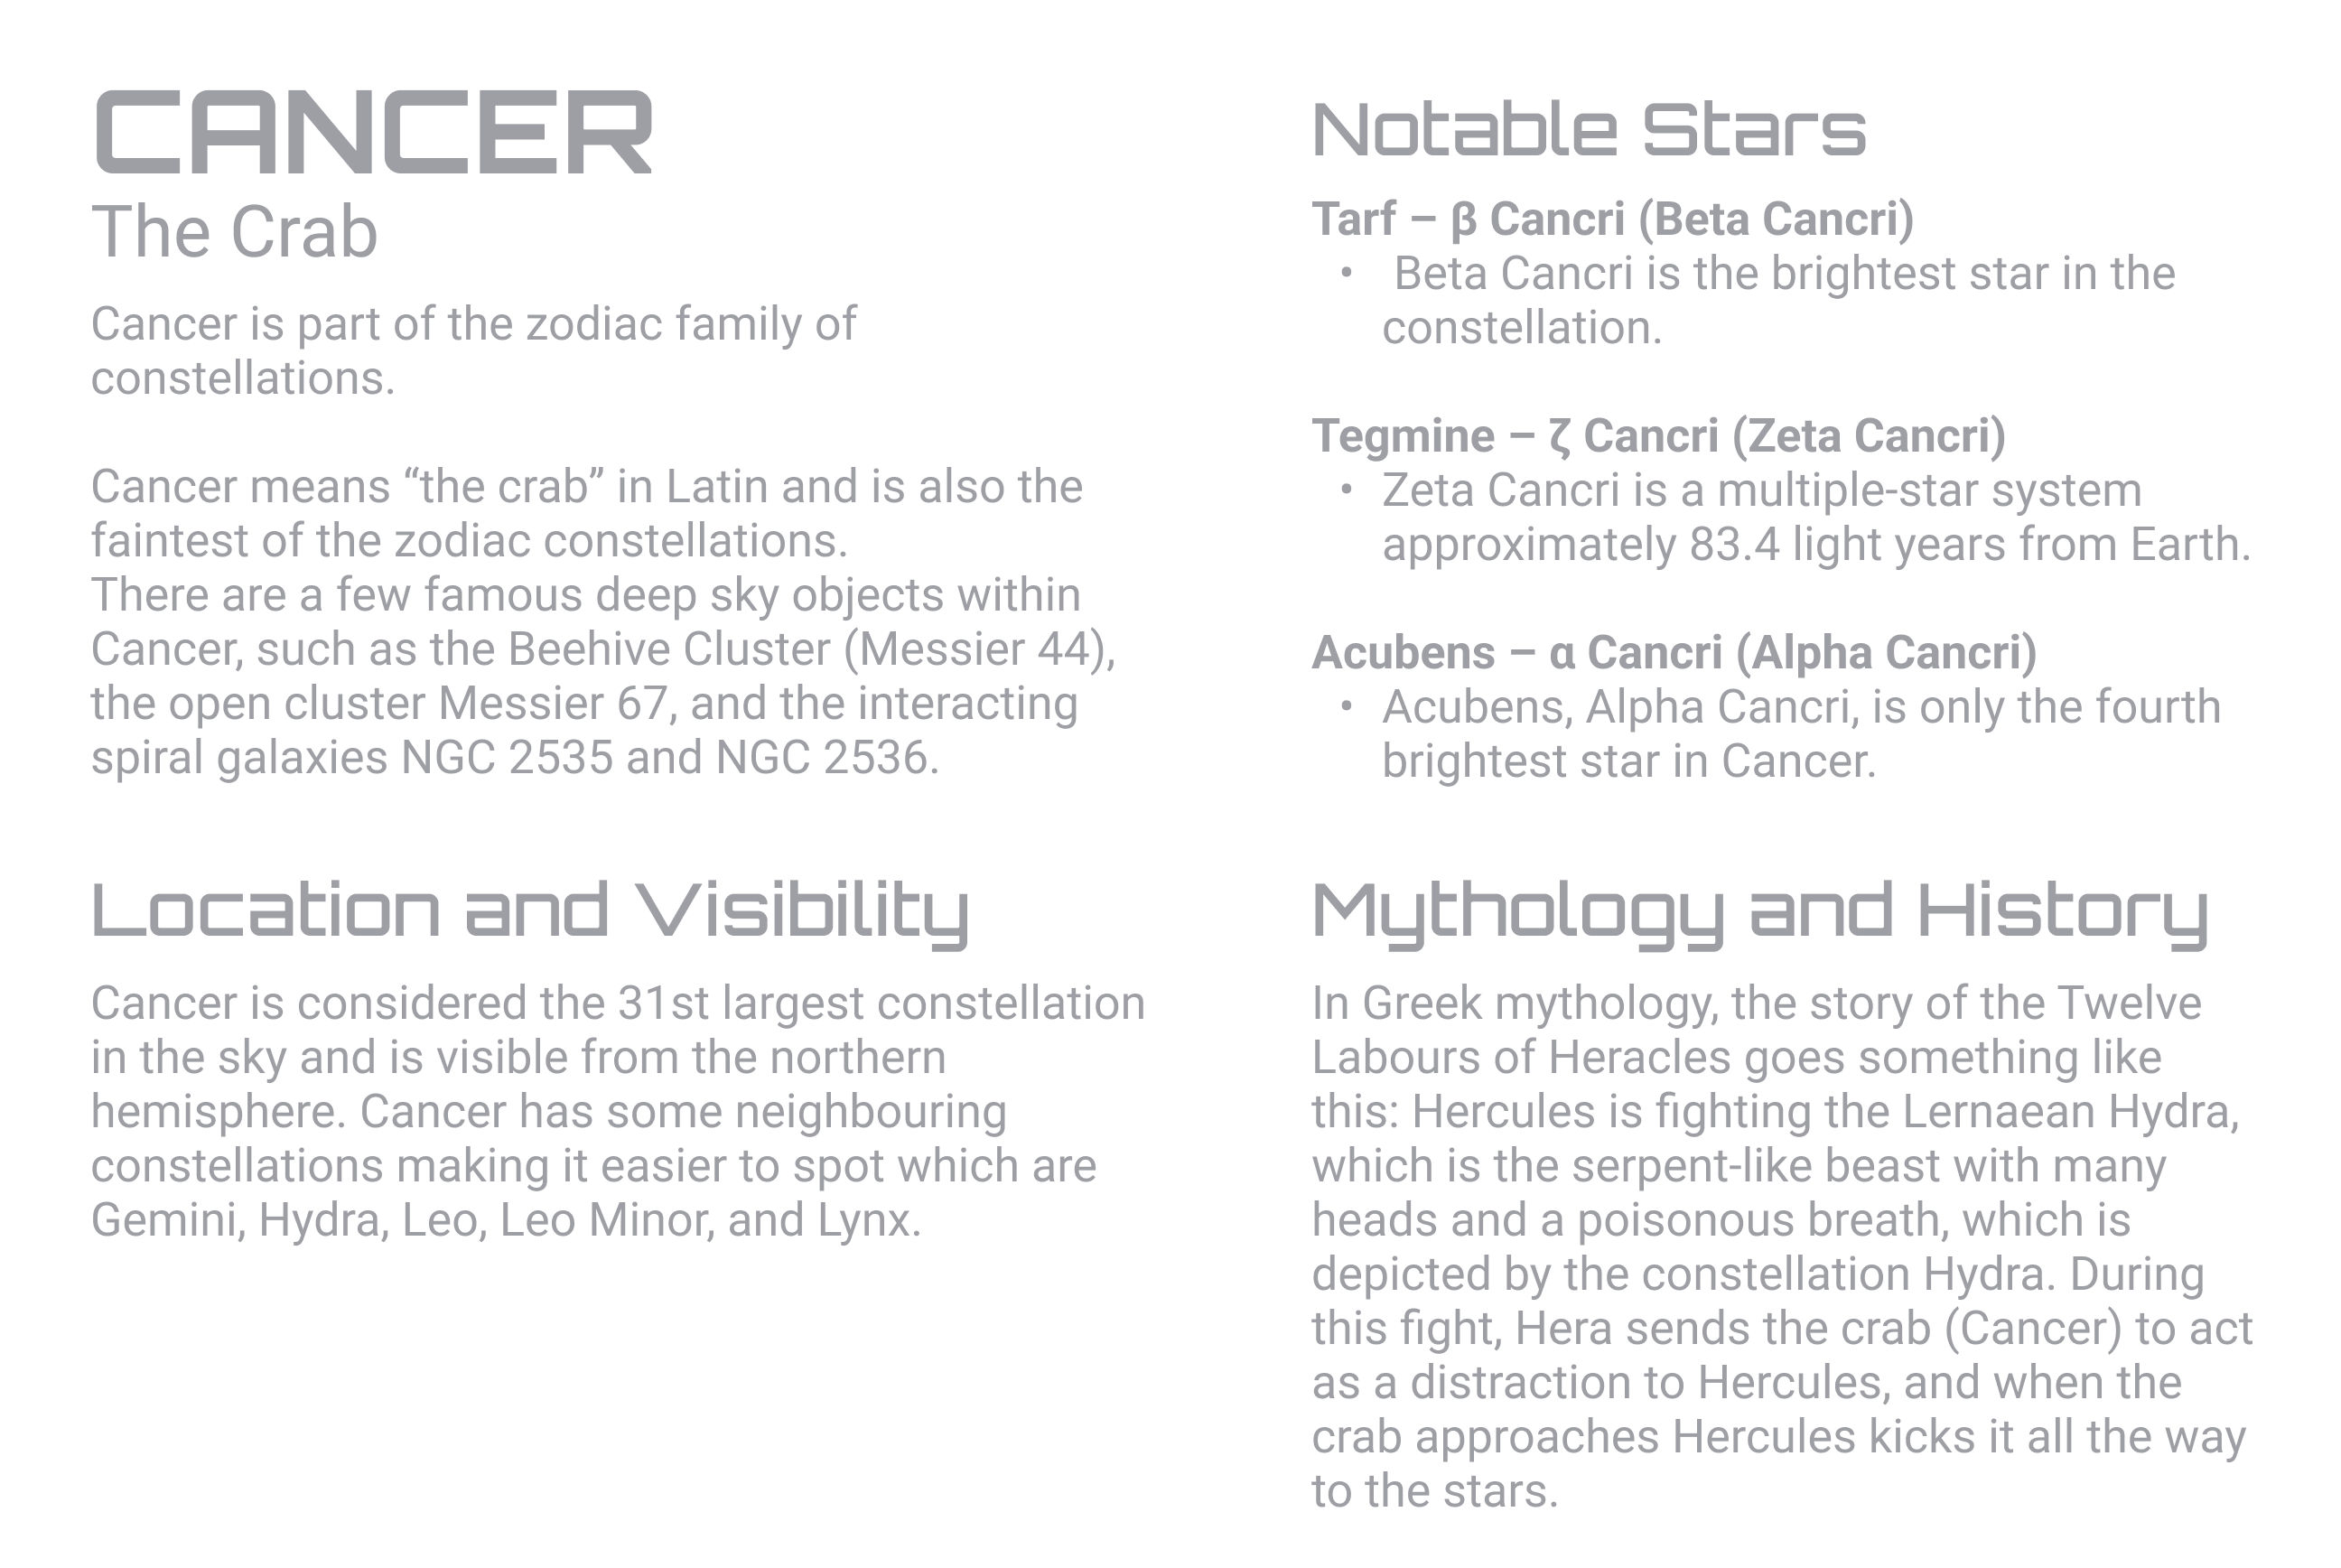 CANCER
The Crab
Cancer is part of the zodiac family of
constellations.
Cancer means “the crab” in Latin and is also the
faintest of the zodiac constellations.
There are a few famous deep sky objects within
Cancer, such as the Beehive Cluster (Messier 44),
the open cluster Messier 67, and the interacting
spiral galaxies NGC 2535 and NGC 2536.
Location and Visibility
Cancer is considered the 31st largest constellation
in the sky and is visible from the northern
hemisphere. Cancer has some neighbouring
constellations making it easier to spot which are
Gemini, Hydra, Leo, Leo Minor, and Lynx.
Notable Stars
Tarf – β Cancri (Beta Cancri)
• Beta Cancri is the brightest star in the
constellation.
Tegmine – ζ Cancri (Zeta Cancri)
• Zeta Cancri is a multiple-star system
approximately 83.4 light years from Earth.
Acubens – α Cancri (Alpha Cancri)
• Acubens, Alpha Cancri, is only the fourth
brightest star in Cancer.
Mythology and History
In Greek mythology, the story of the Twelve
Labours of Heracles goes something like
this: Hercules is fighting the Lernaean Hydra,
which is the serpent-like beast with many
heads and a poisonous breath, which is
depicted by the constellation Hydra. During
this fight, Hera sends the crab (Cancer) to act
as a distraction to Hercules, and when the
crab approaches Hercules kicks it all the way
to the stars.